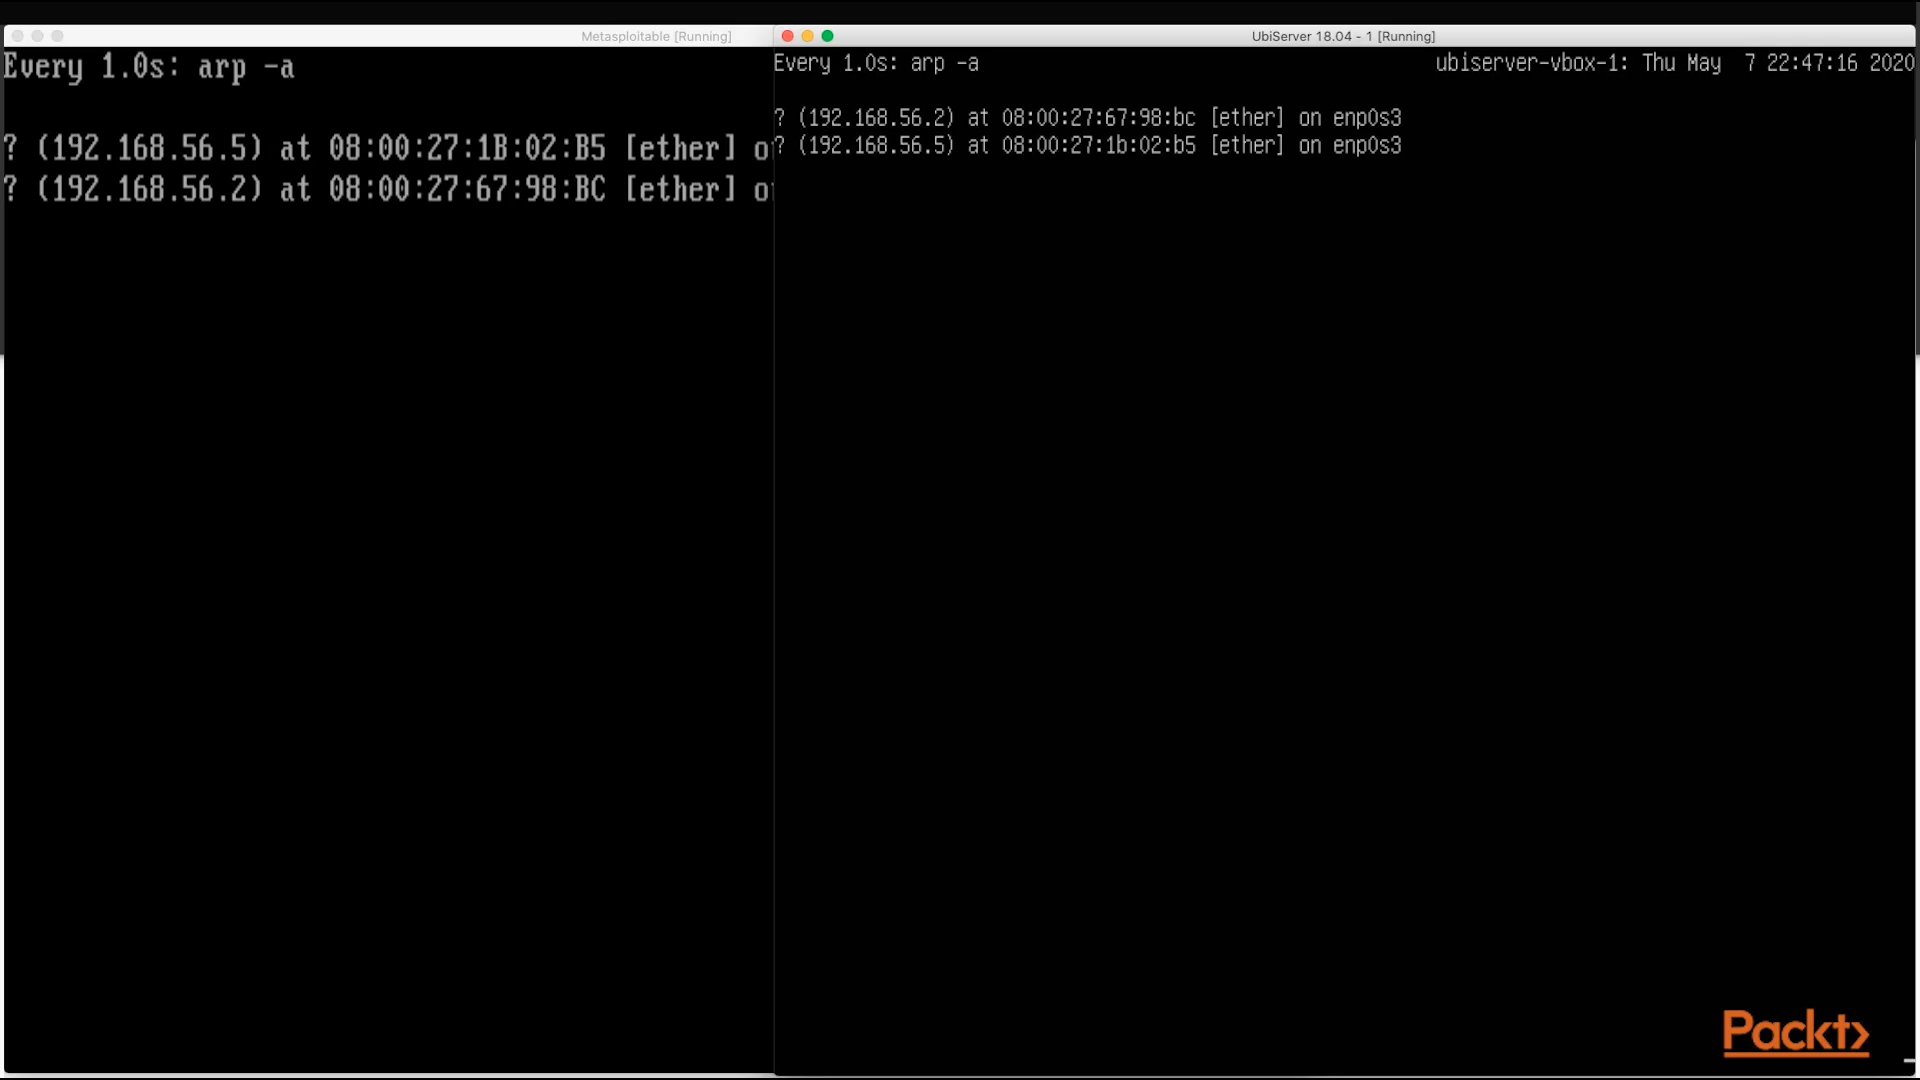 Metasploitable [Running]
Every 1.0s: arp -a
? (192.168.56.5) at 08:00:27:1B:02:B5 [ether] o
? (192.168.56.2) at 08:00:27:67:98:BC [ether] o
UbiServer 18.04 - 1 [Running]
Every 1.0s: arp -a ubiserver-vbox-1: Thu May  7 22:47:16 2020
? (192.168.56.2) at 08:00:27:67:98:bc [ether] on enp0s3
? (192.168.56.5) at 08:00:27:1b:02:b5 [ether] on enp0s3
Packt>